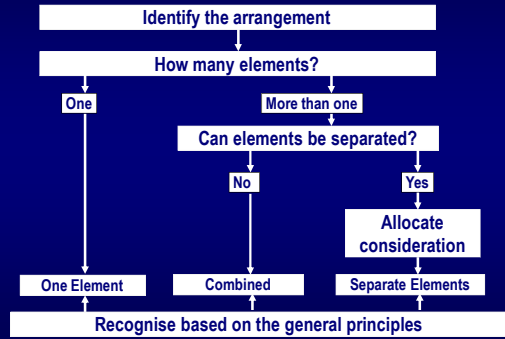 Identify the arrangement
How many elements?
One
More than one
Can elements be separated?
No
Yes
Allocate
consideration
One Element
Combined
Separate Elements
Recognise based on the general principles